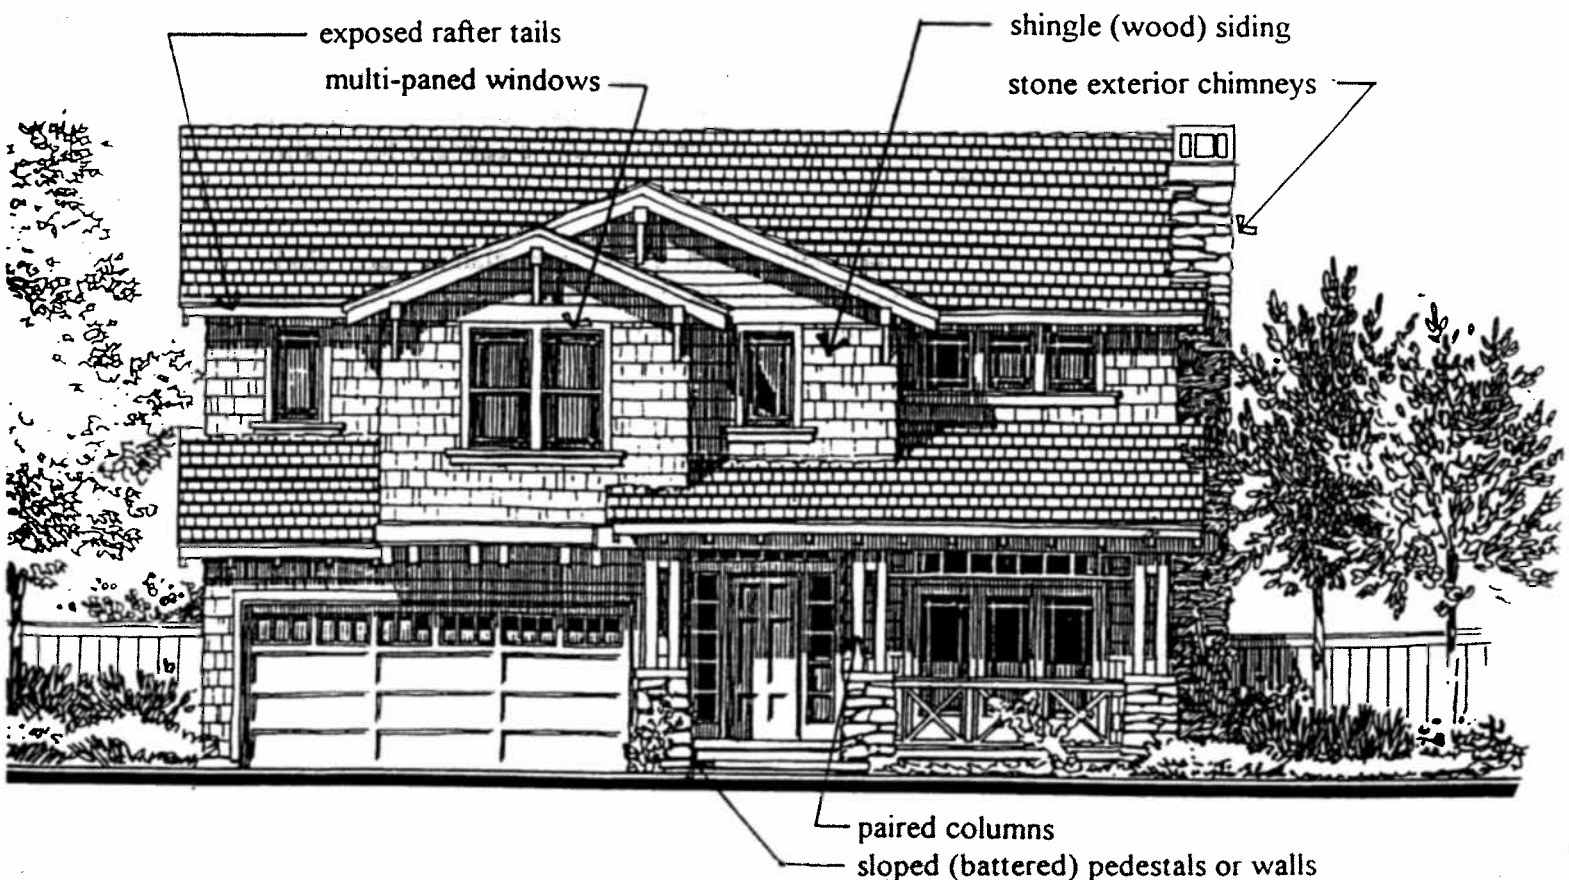 exposed rafter tails
multi-paned windows
shingle (wood) siding
stone exterior chimneys
paired columns
sloped (battered) pedestals or walls